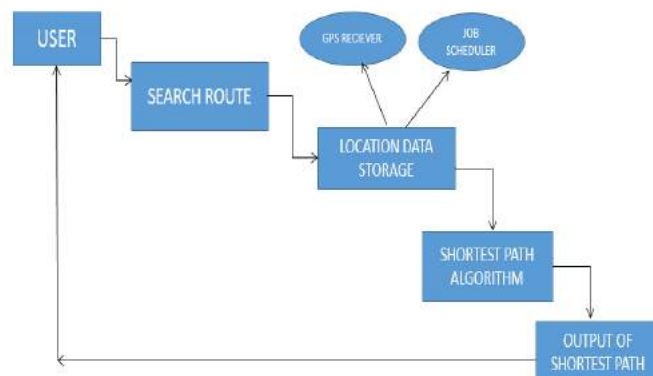 USER
GPS RECIEVER
JOB
SCHEDULER
SEARCH ROUTE
LOCATION DATA
STORAGE
SHORTEST PATH
ALGORITHM
OUTPUT OF
SHORTEST PATH